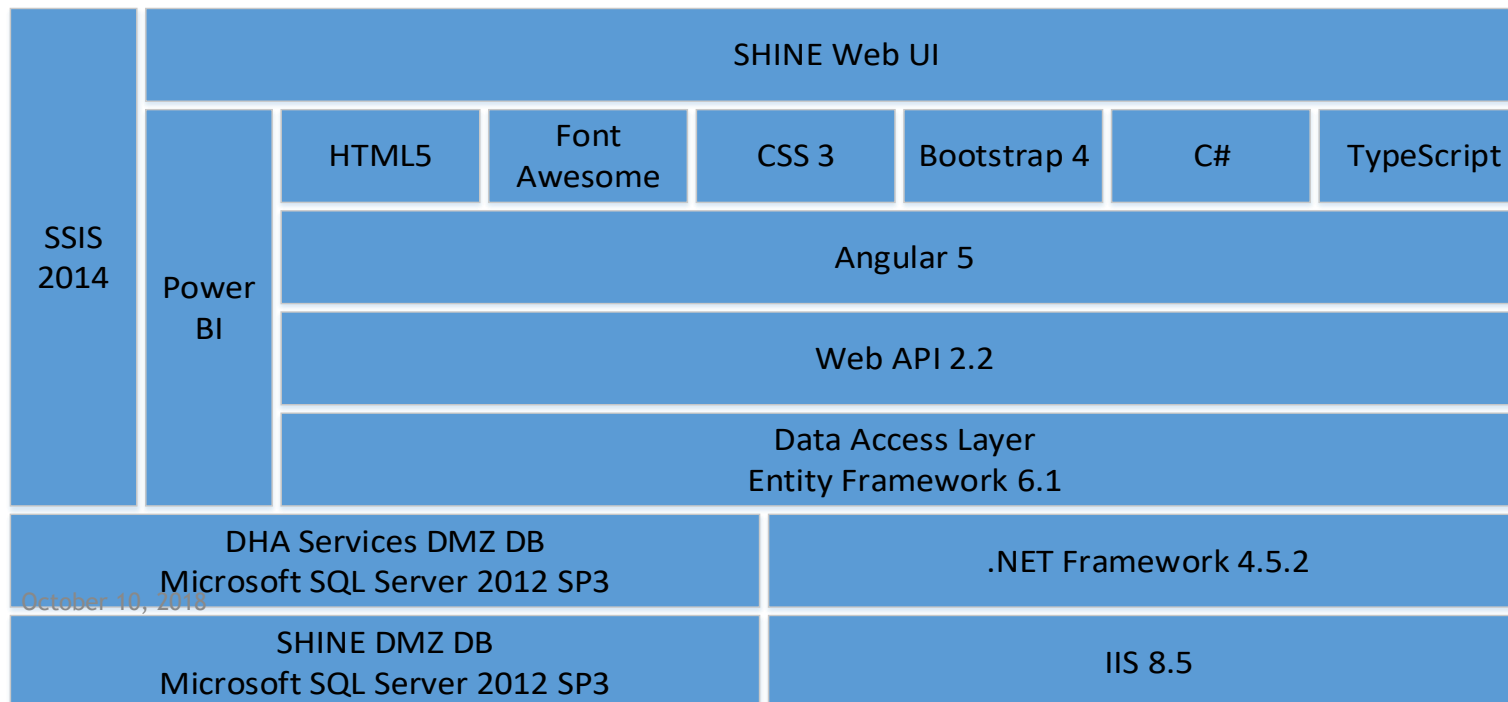 SHINE Web UI
SSIS
2014
Power
BI
HTML5
Font
Awesome
CSS 3
Bootstrap 4
C#
TypeScript
Angular 5
Web API 2.2
Data Access Layer
Entity Framework 6.1
DHA Services DMZ DB
Microsoft SQL Server 2012 SP3
.NET Framework 4.5.2
October 10, 2018
SHINE DMZ DB
Microsoft SQL Server 2012 SP3
IIS 8.5